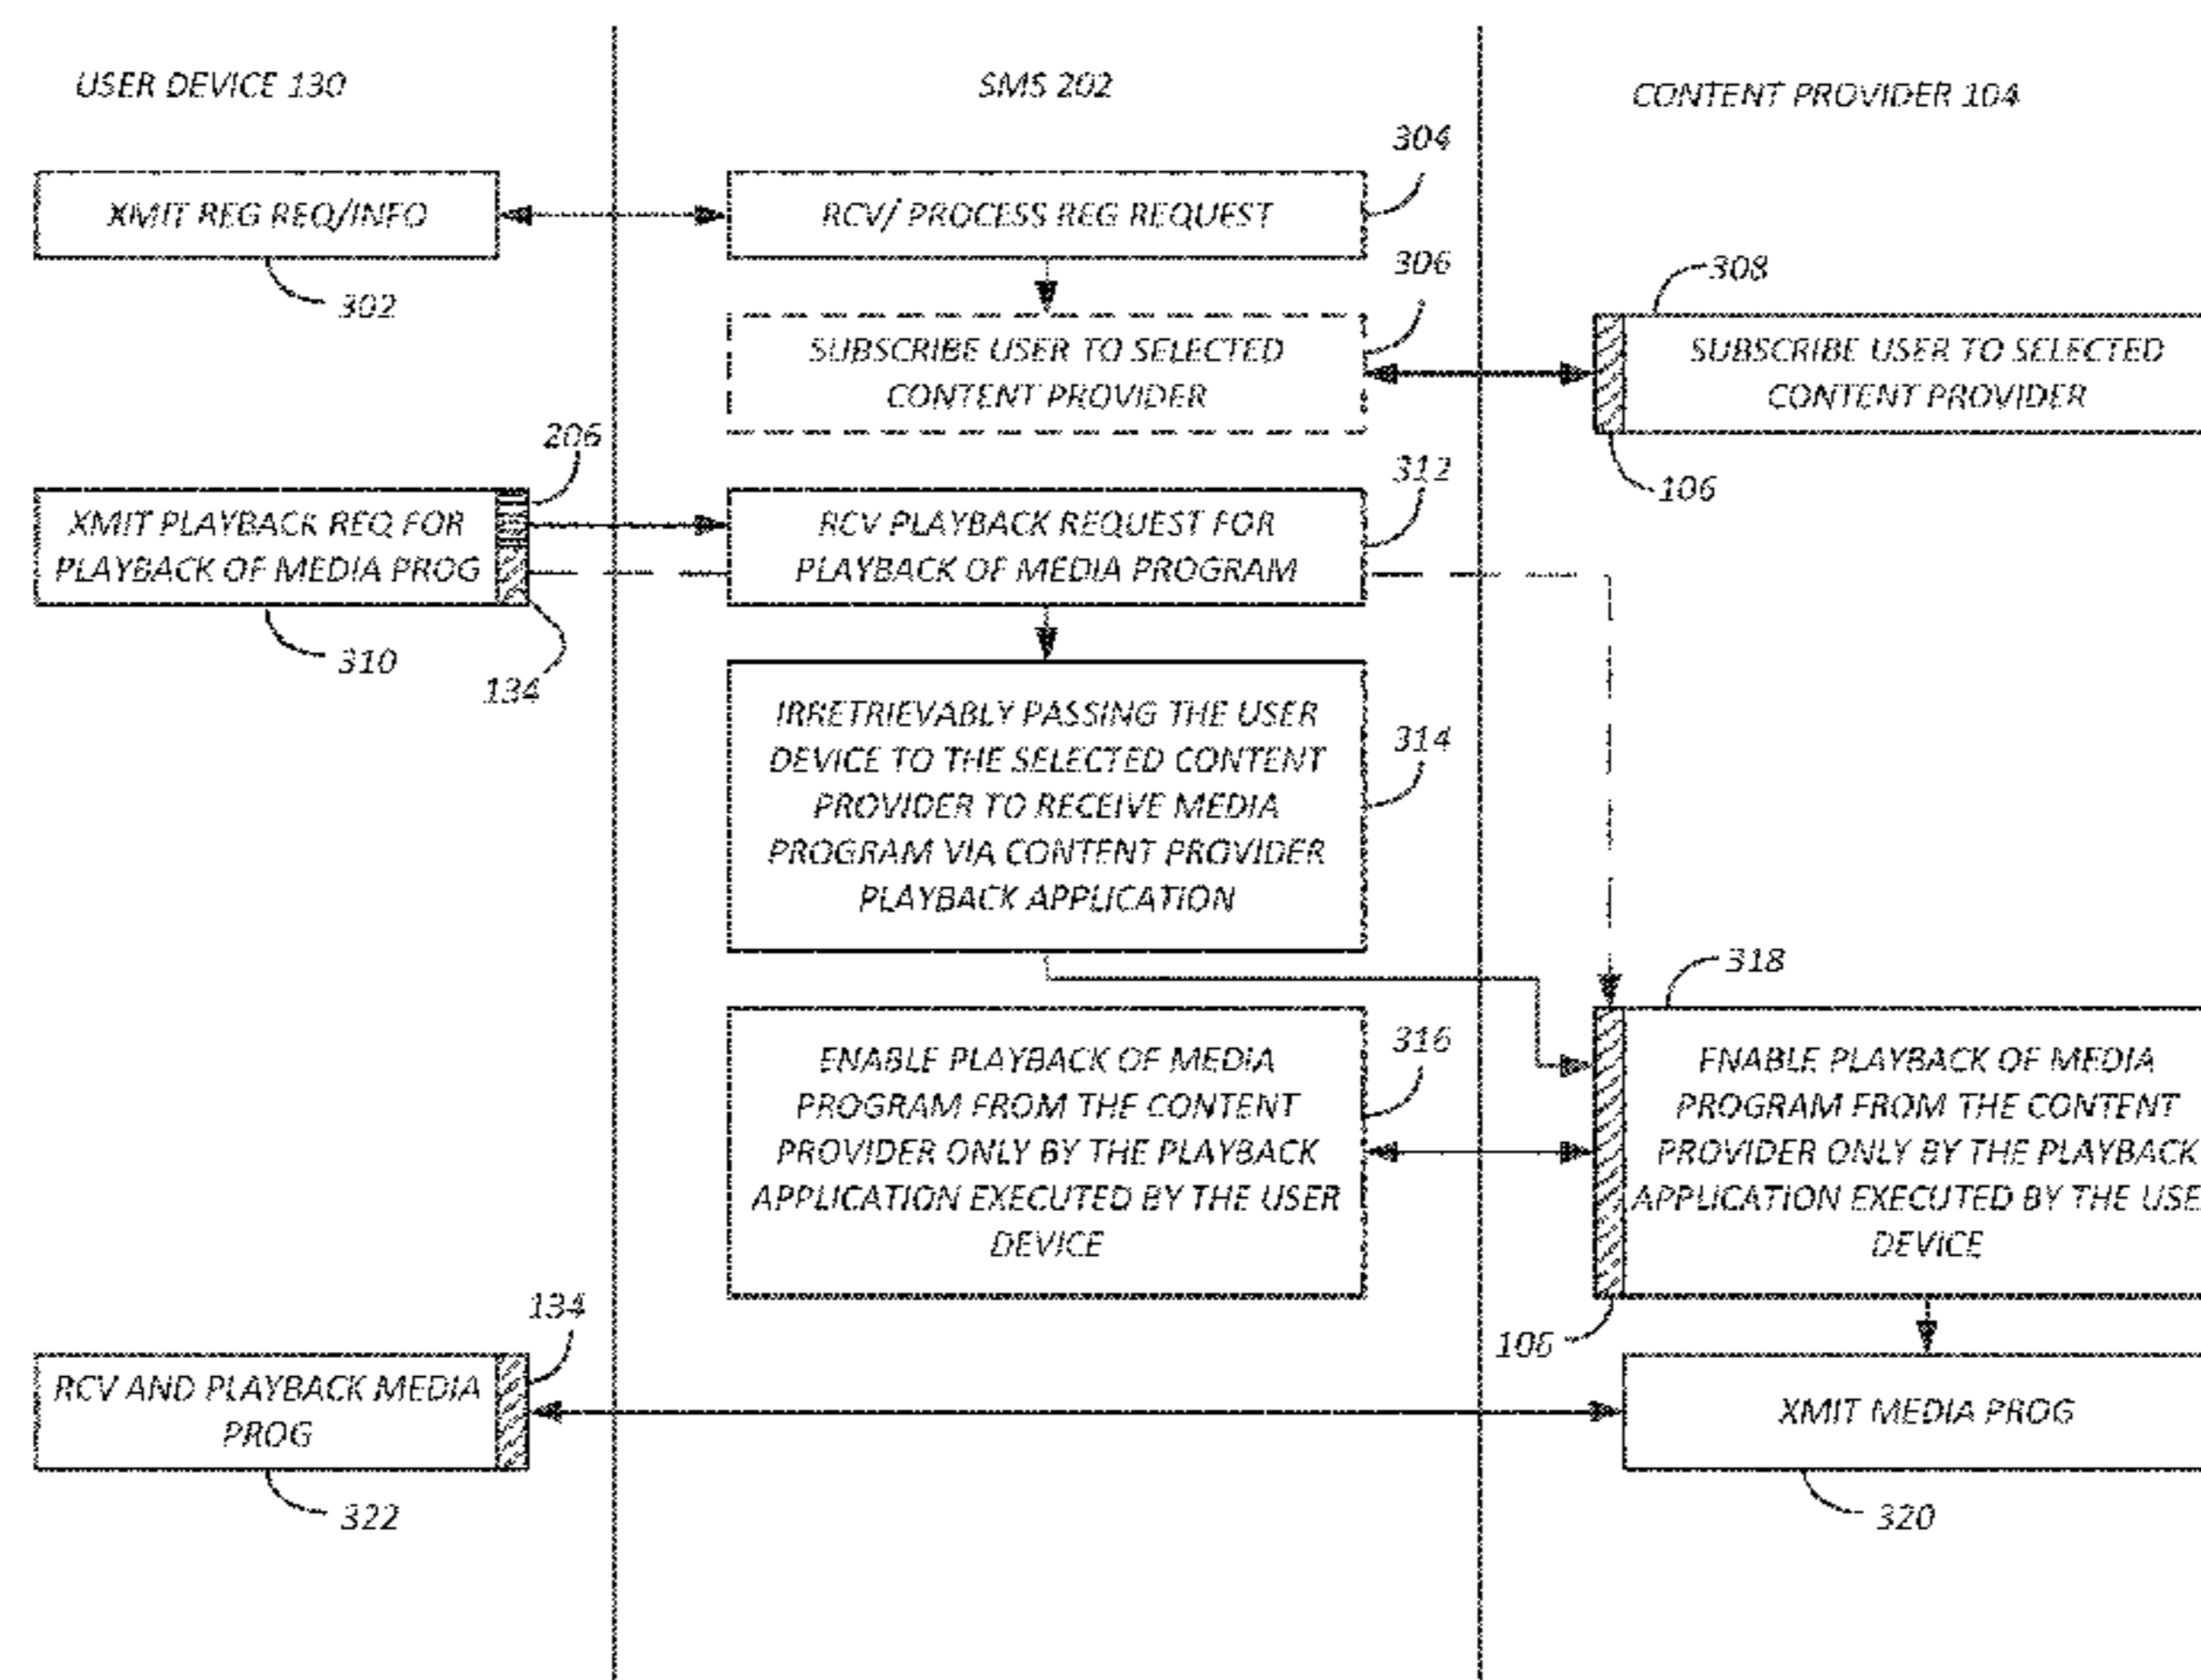 USER DEVICE 130
SMS 202
CONTENT PROVIDER 104
304
XMIT REG REQ/INFO
RCV/ PROCESS REG REQUEST
302
306
308
SUBSCRIBE USER TO SELECTED
CONTENT PROVIDER
SUBSCRIBE USER TO SELECTED
CONTENT PROVIDER
106
206
312
XMIT PLAYBACK REQ FOR
PLAYBACK OF MEDIA PROG
RCV PLAYBACK REQUEST FOR
PLAYBACK OF MEDIA PROGRAM
310
134
IRRETRIEVABLY PASSING THE USER
DEVICE TO THE SELECTED CONTENT
PROVIDER TO RECEIVE MEDIA
PROGRAM VIA CONTENT PROVIDER
PLAYBACK APPLICATION
314
318
ENABLE PLAYBACK OF MEDIA
PROGRAM FROM THE CONTENT
PROVIDER ONLY BY THE PLAYBACK
APPLICATION EXECUTED BY THE USER
DEVICE
316
ENABLE PLAYBACK OF MEDIA
PROGRAM FROM THE CONTENT
PROVIDER ONLY BY THE PLAYBACK
APPLICATION EXECUTED BY THE USE
DEVICE
106
134
RCV AND PLAYBACK MEDIA
PROG
XMIT MEDIA PROG
322
320